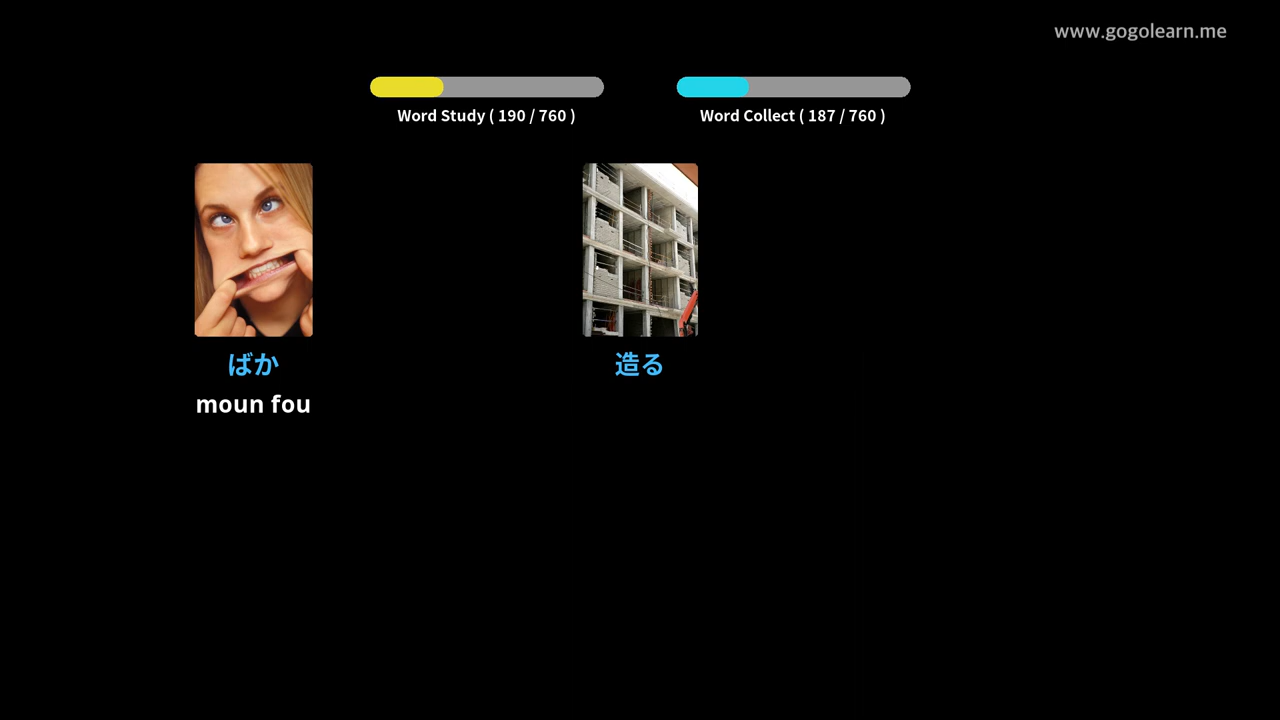 www.gogolearn.me
Word Study ( 190 / 760 )
Word Collect ( 187 / 760 )
ばか
造る
moun fou